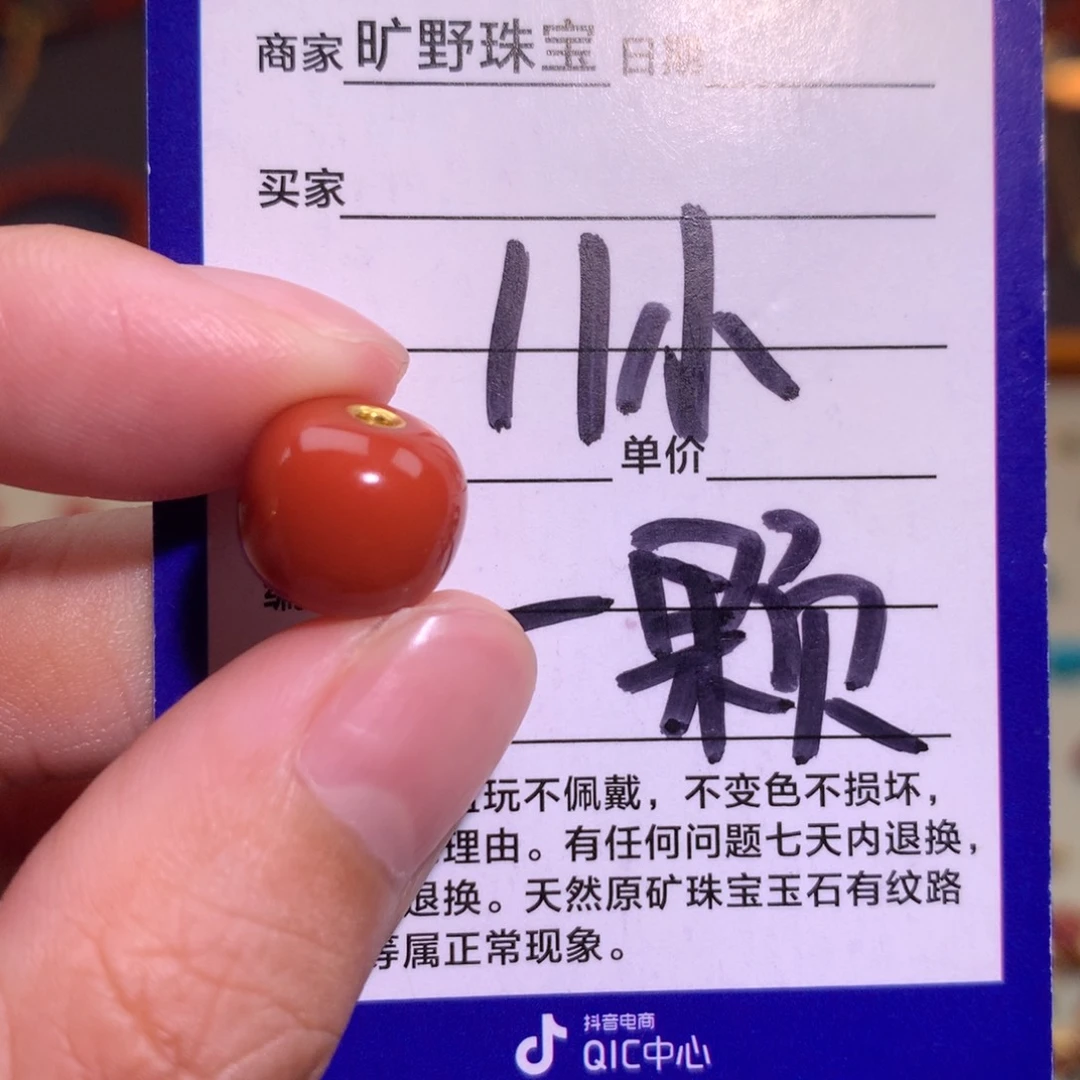 商家 旷野珠宝 日期
买家
11小
单价
一颗
玩不佩戴，不变色不损坏，
理由。有任何问题七天内退换，
退换。天然原矿珠宝玉石有纹路
等属正常现象。
抖音电商
QIC中心